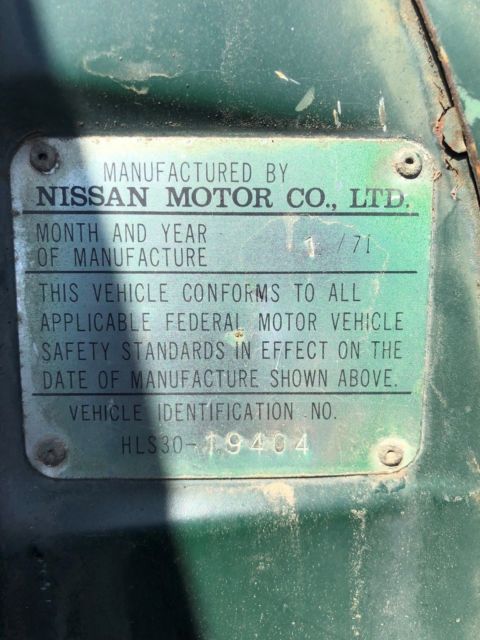 MANUFACTURED BY
NISSAN MOTOR CO., LTD.
MONTH AND YEAR
OF MANUFACTURE 1 /71
THIS VEHICLE CONFORMS TO ALL
APPLICABLE FEDERAL MOTOR VEHICLE
SAFETY STANDARDS IN EFFECT ON THE
DATE OF MANUFACTURE SHOWN ABOVE.
VEHICLE IDENTIFICATION NO.
HLS30-19404